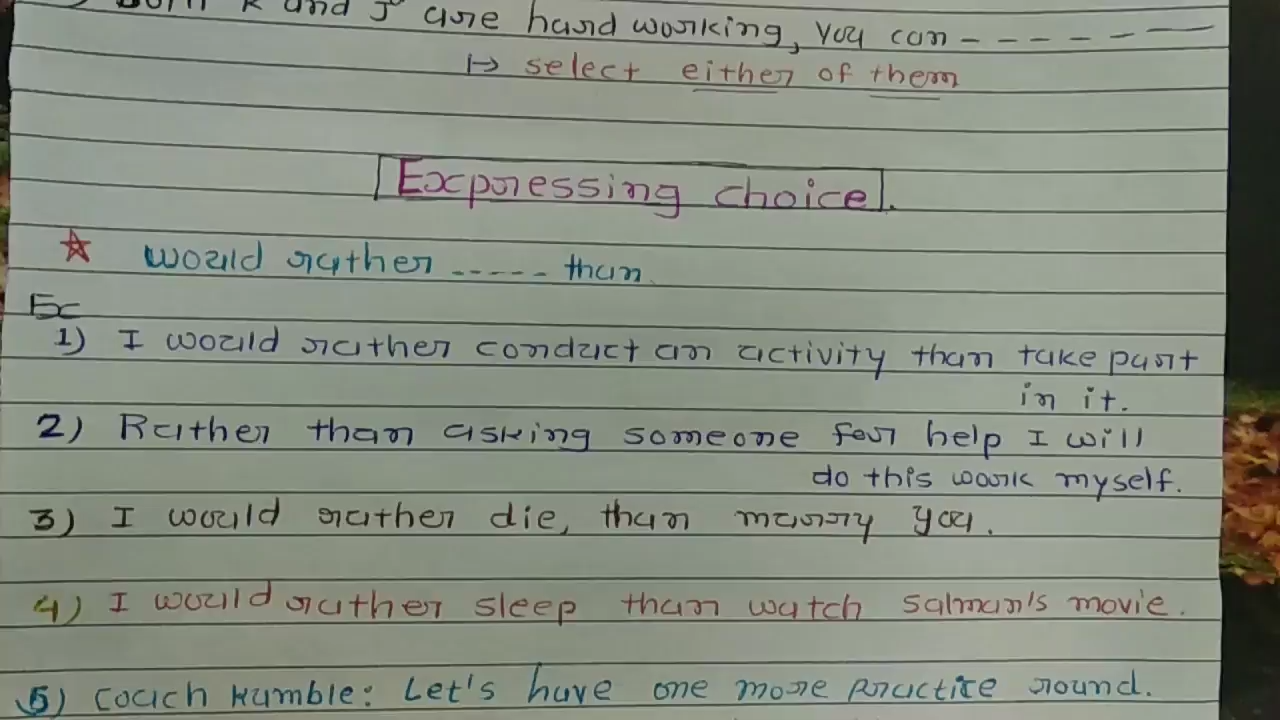 Both K and J are hard working, you can - - - - - - -
↦ select either of them
Expressing choice.
☆ would rather ----- than
Ex
1) I would rather conduct an activity than take part
in it.
2) Rather than asking someone for help I will
do this work myself.
3) I would rather die, than marry you.
4) I would rather sleep than watch salman's movie.
5) Coach Humble: Let's have one more Practice round.